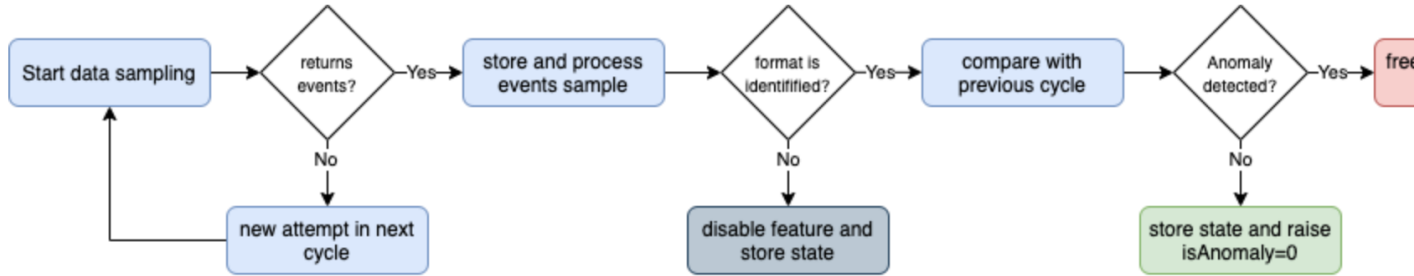 Start data sampling
returns
events?
Yes
store and process
events sample
format is
identifified?
Yes
compare with
previous cycle
Anomaly
detected?
Yes
No
No
No
new attempt in next
cycle
disable feature and
store state
store state and raise
isAnomaly=0